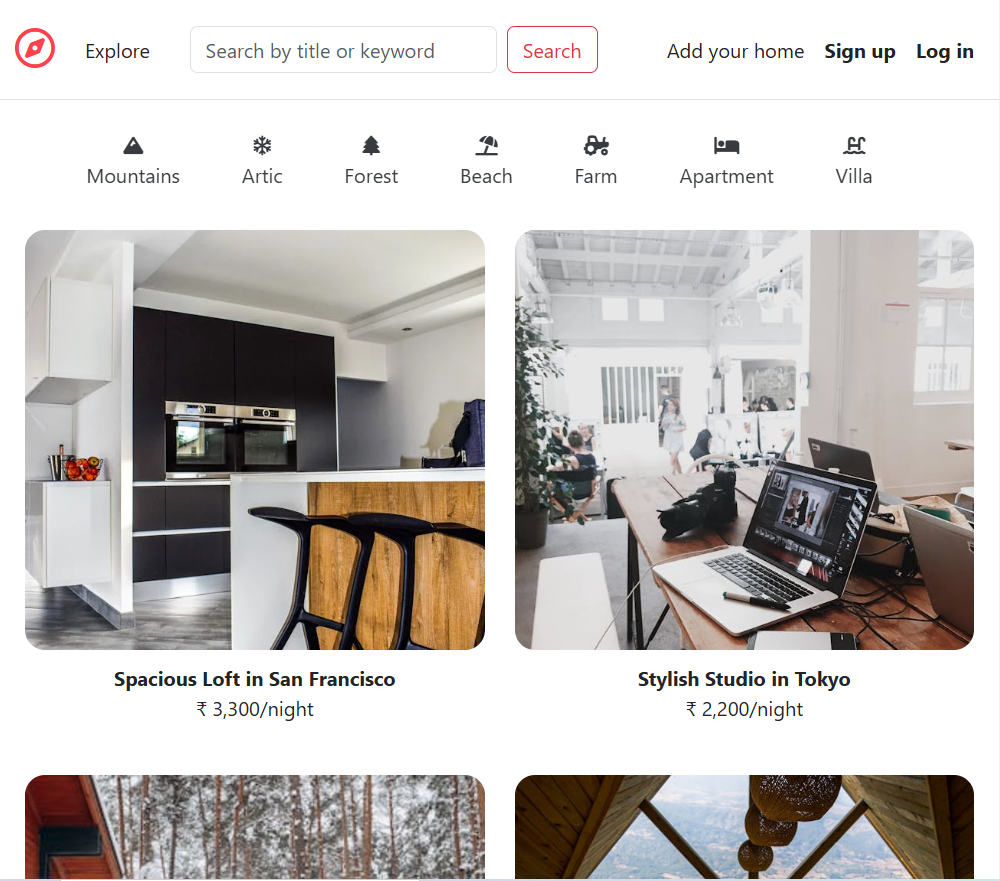 Explore
Search by title or keyword
Search
Add your home
Sign up
Log in
Mountains
Artic
Forest
Beach
Farm
Apartment
Villa
Spacious Loft in San Francisco
₹ 3,300/night
Stylish Studio in Tokyo
₹ 2,200/night